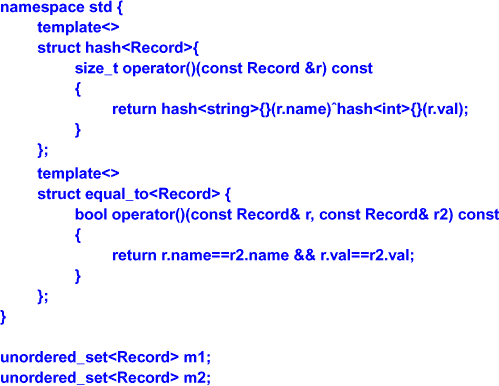 namespace std {
template<>
struct hash<Record>{
size_t operator()(const Record &r) const
{
return hash<string>{}(r.name)^hash<int>{}(r.val);
}
};
template<>
struct equal_to<Record> {
bool operator()(const Record& r, const Record& r2) const
{
return r.name==r2.name && r.val==r2.val;
}
};
}
unordered_set<Record> m1;
unordered_set<Record> m2;